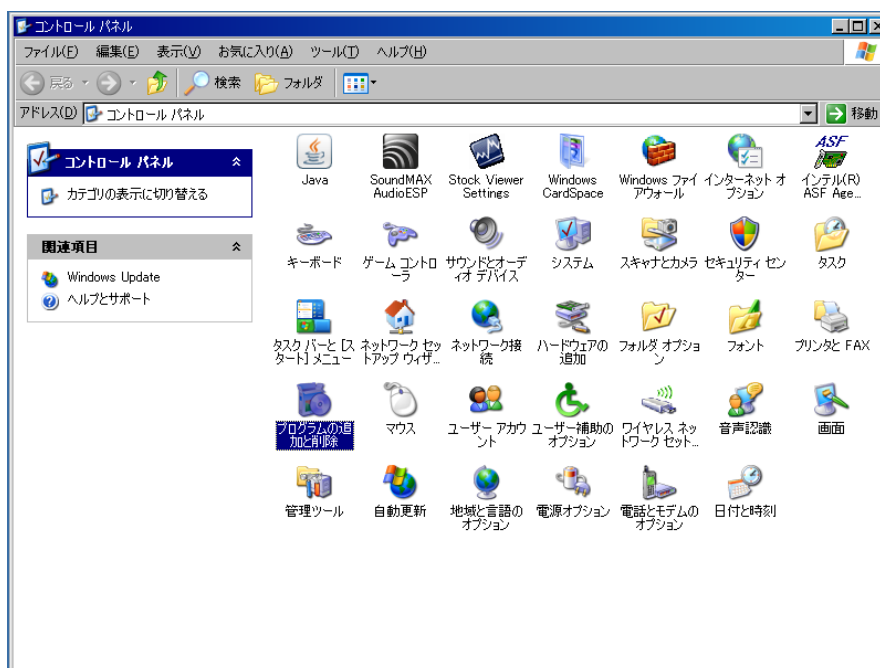 コントロール パネル
ファイル(F) 編集(E) 表示(V) お気に入り(A) ツール(T) ヘルプ(H)
戻る 検索 フォルダ
アドレス(D) コントロール パネル 移動
コントロール パネル
カテゴリの表示に切り替える
関連項目
Windows Update
ヘルプとサポート
Java
SoundMAX
AudioESP
Stock Viewer
Settings
Windows
CardSpace
Windows ファイ
アウォール
インターネット オ
プション
ASF
インテル(R)
ASF Age...
キーボード
ゲーム コントロ
ーラ
サウンドとオーデ
ィオ デバイス
システム
スキャナとカメラ
セキュリティ セン
ター
タスク
タスク バーと [ス
タート] メニュー
ネットワーク セッ
トアップ ウィザ...
ネットワーク接
続
ハードウェアの
追加
フォルダ オプショ
ン
フォント
プリンタと FAX
プログラムの追
加と削除
マウス
ユーザー アカウ
ント
ユーザー補助の
オプション
ワイヤレス ネッ
トワーク セット...
音声認識
画面
管理ツール
自動更新
地域と言語の
オプション
電源オプション
電話とモデムの
オプション
日付と時刻